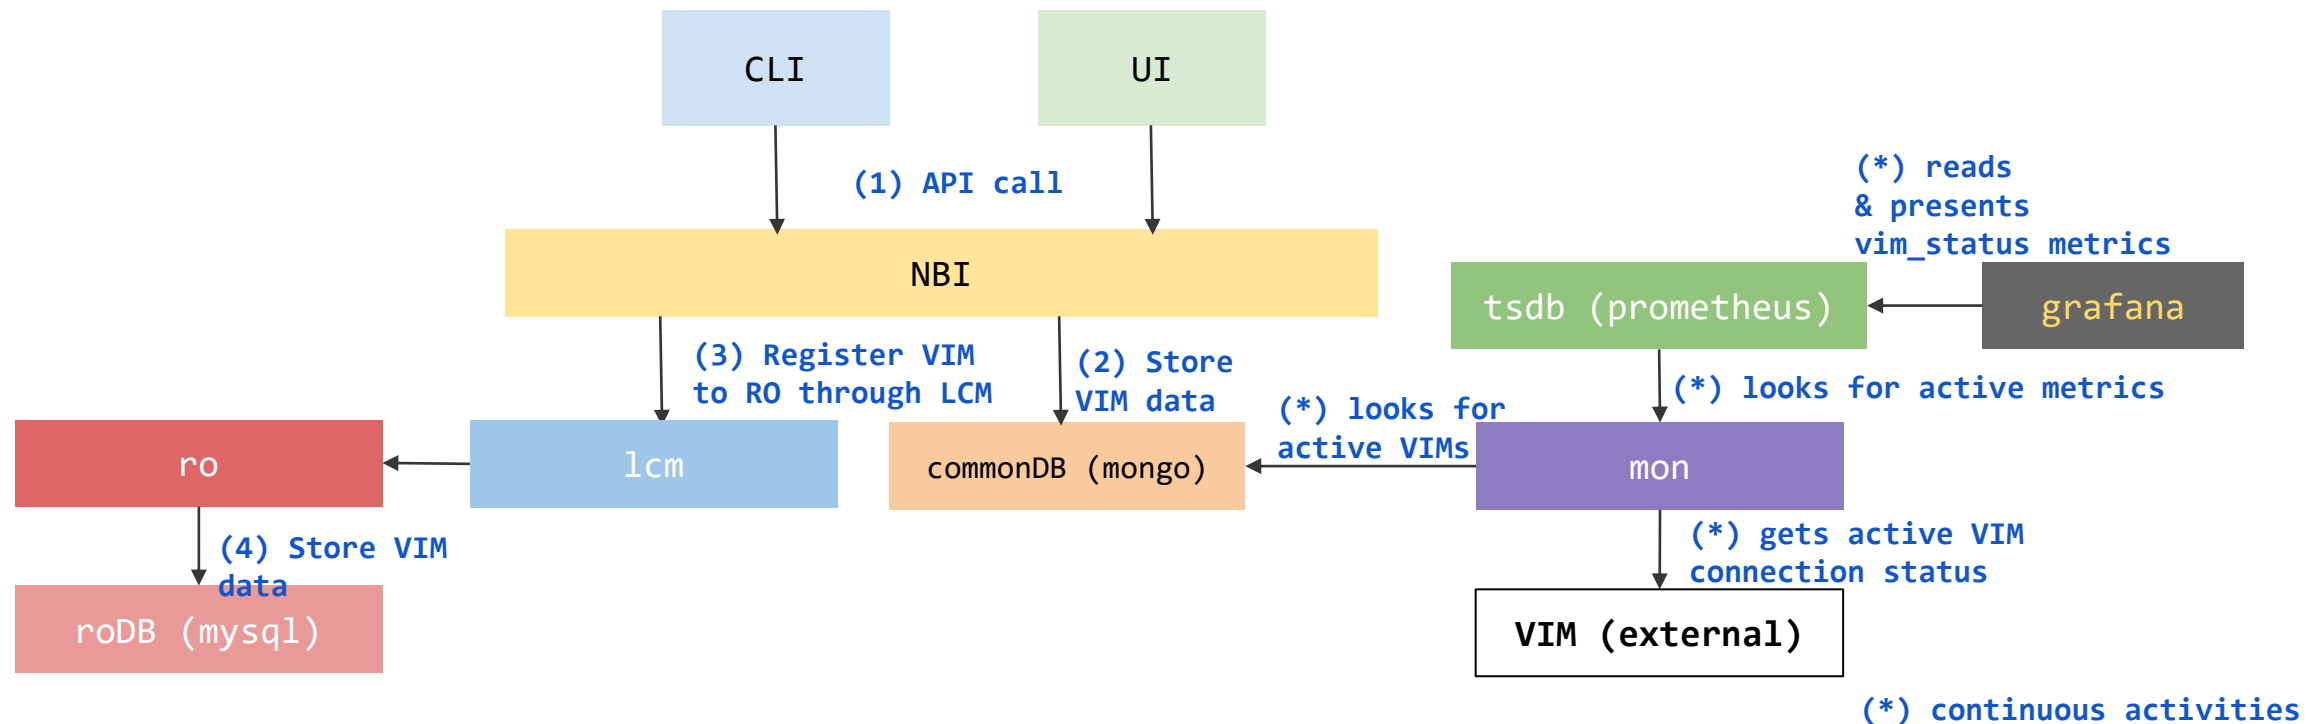 CLI
UI
(1) API call
(*) reads
& presents
vim_status metrics
NBI
tsdb (prometheus)
grafana
(3) Register VIM
to RO through LCM
(2) Store
VIM data
(*) looks for active metrics
(*) looks for
active VIMs
ro
lcm
commonDB (mongo)
mon
(4) Store VIM
data
(*) gets active VIM
connection status
roDB (mysql)
VIM (external)
(*) continuous activities